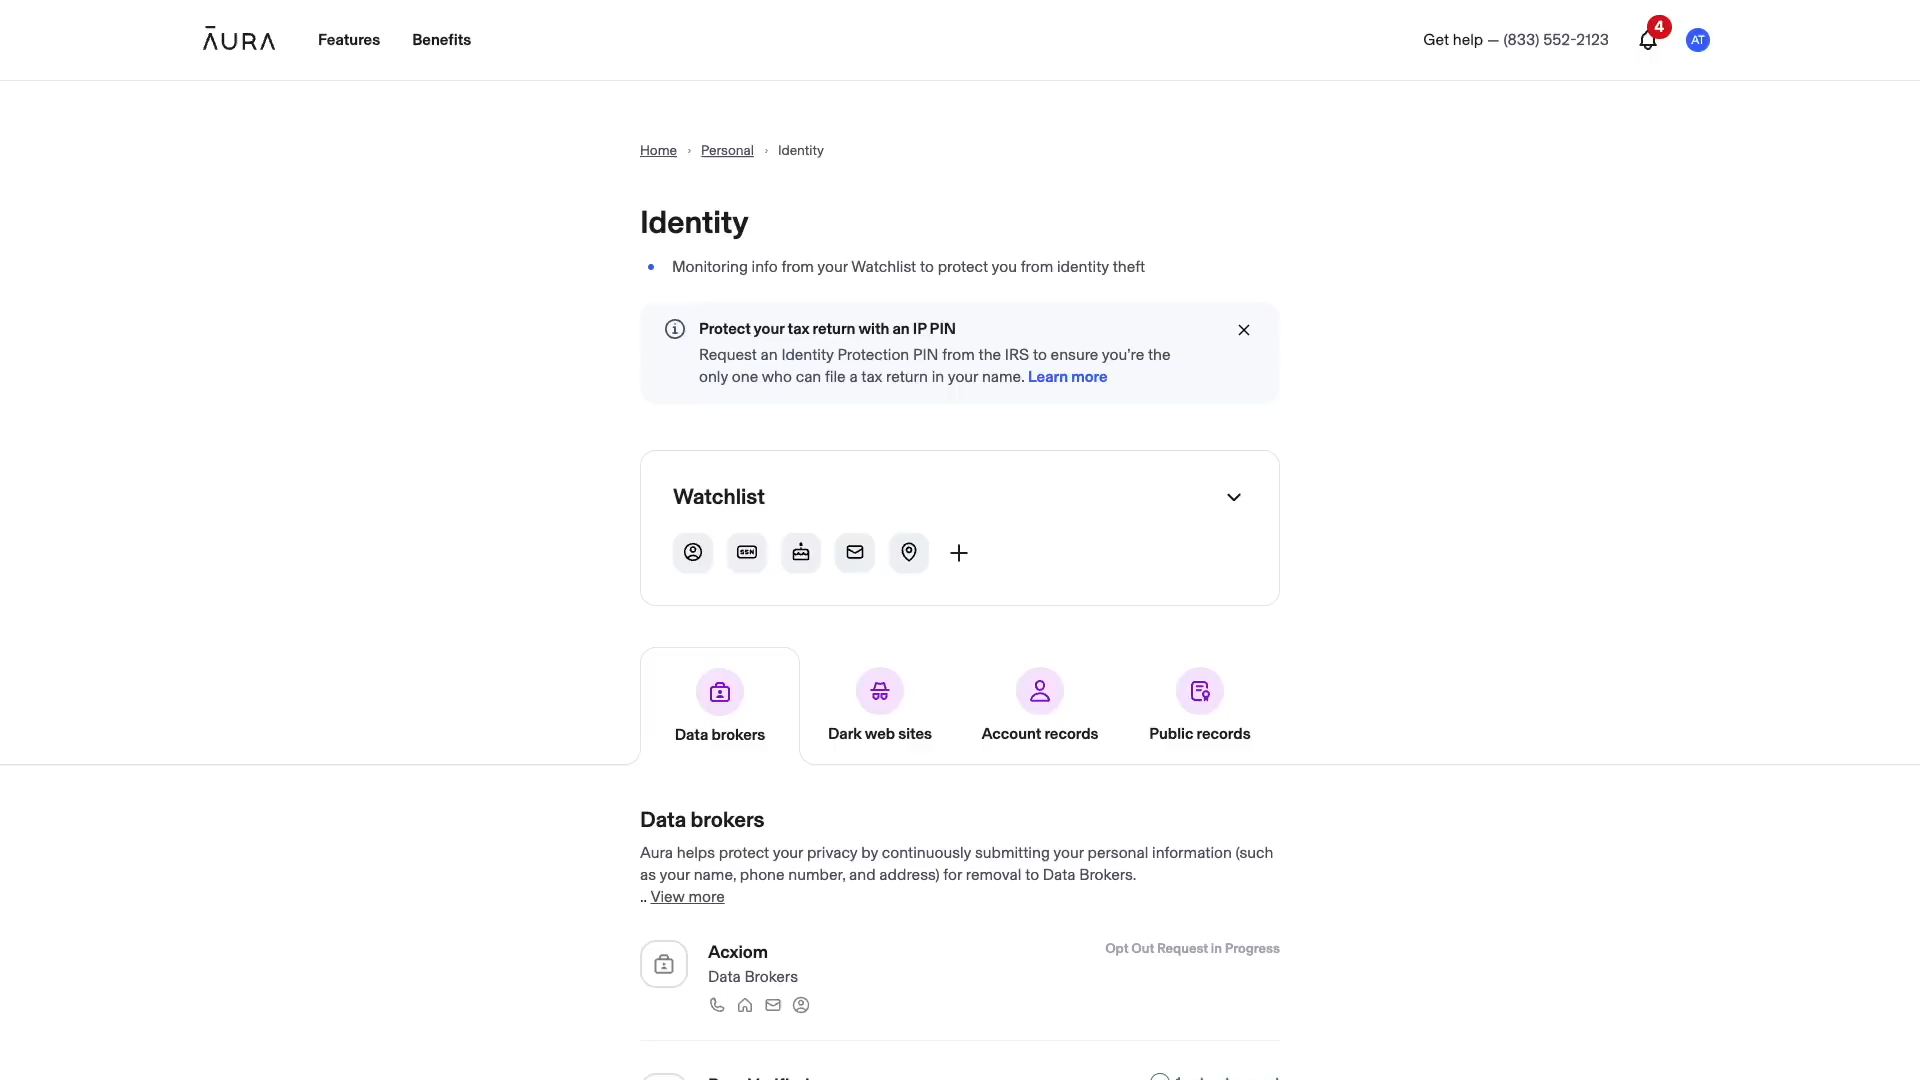 ĀURA
Features
Benefits
Get help — (833) 552-2123
4
AT
Home › Personal › Identity
Identity
• Monitoring info from your Watchlist to protect you from identity theft
Protect your tax return with an IP PIN
Request an Identity Protection PIN from the IRS to ensure you're the
only one who can file a tax return in your name. Learn more
Watchlist
SSN
Data brokers
Dark web sites
Account records
Public records
Data brokers
Aura helps protect your privacy by continuously submitting your personal information (such
as your name, phone number, and address) for removal to Data Brokers.
.. View more
Acxiom
Opt Out Request in Progress
Data Brokers